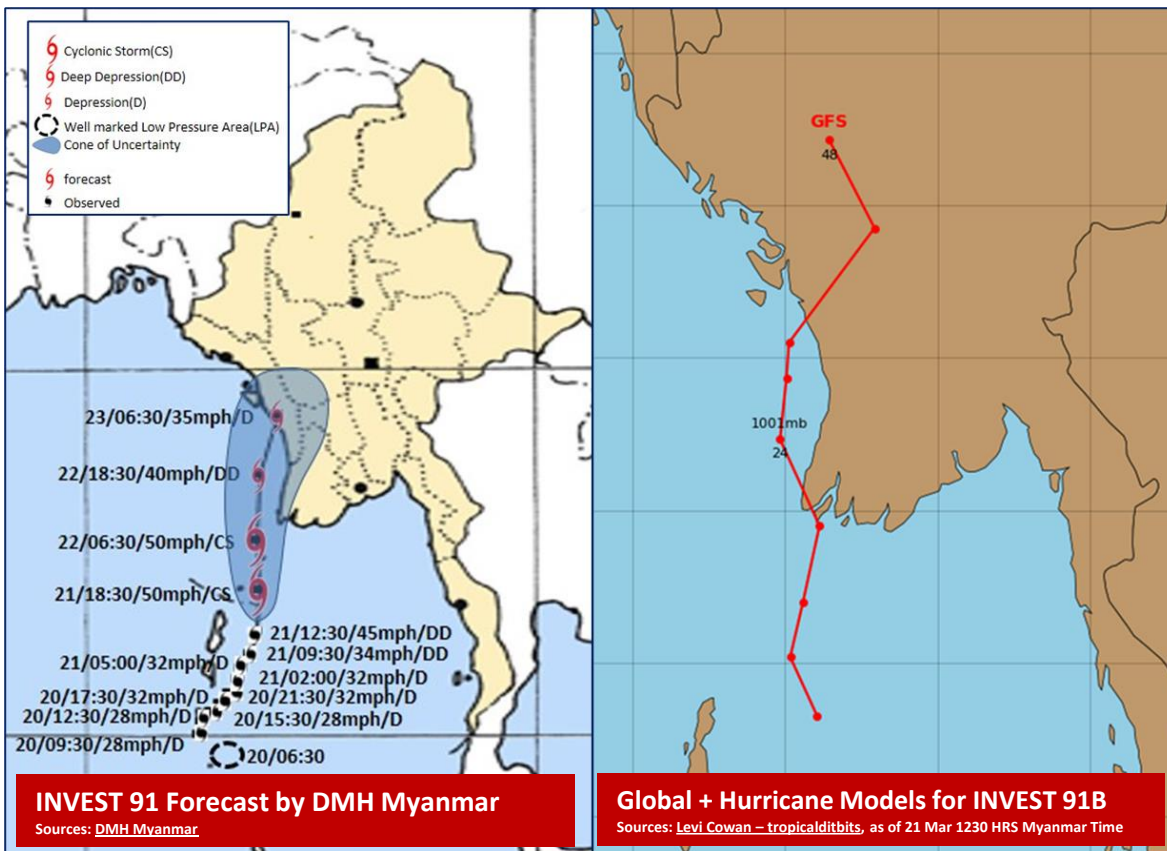 Cyclonic Storm(CS)
Deep Depression(DD)
Depression(D)
Well marked Low Pressure Area(LPA)
Cone of Uncertainty
forecast
Observed
23/06:30/35mph/D
22/18:30/40mph/DD
22/06:30/50mph/CS
21/18:30/50mph/CS
21/12:30/45mph/DD
21/09:30/34mph/DD
21/05:00/32mph/D
21/02:00/32mph/D
20/17:30/32mph/D
20/21:30/32mph/D
20/12:30/28mph/D
20/15:30/28mph/D
20/09:30/28mph/D
20/06:30
INVEST 91 Forecast by DMH Myanmar
Sources: DMH Myanmar
GFS
48
1001mb
24
Global + Hurricane Models for INVEST 91B
Sources: Levi Cowan – tropicalditbits, as of 21 Mar 1230 HRS Myanmar Time